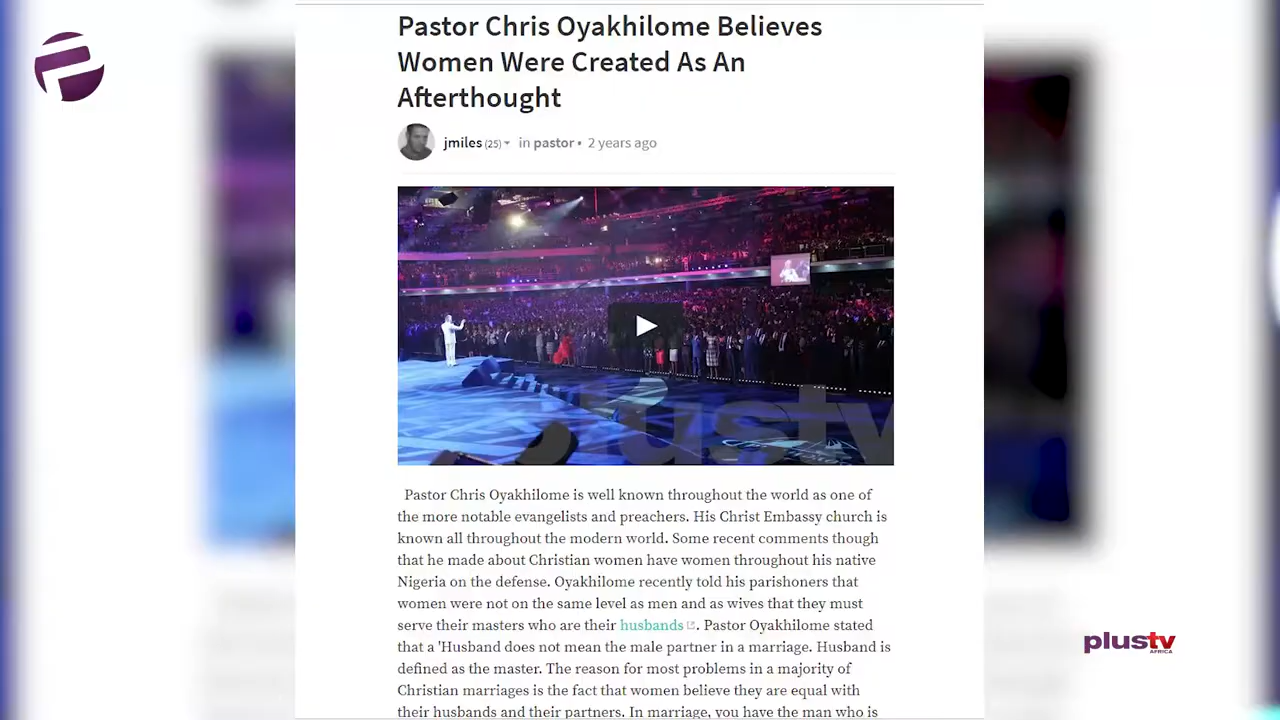 Pastor Chris Oyakhilome Believes
Women Were Created As An
Afterthought
jmiles (25) in pastor • 2 years ago
plustv
Pastor Chris Oyakhilome is well known throughout the world as one of
the more notable evangelists and preachers. His Christ Embassy church is
known all throughout the modern world. Some recent comments though
that he made about Christian women have women throughout his native
Nigeria on the defense. Oyakhilome recently told his parishoners that
women were not on the same level as men and as wives that they must
serve their masters who are their husbands. Pastor Oyakhilome stated
that a 'Husband does not mean the male partner in a marriage. Husband is
defined as the master. The reason for most problems in a majority of
Christian marriages is the fact that women believe they are equal with
their husbands and their partners. In marriage, you have the man who is
plustv
AFRICA